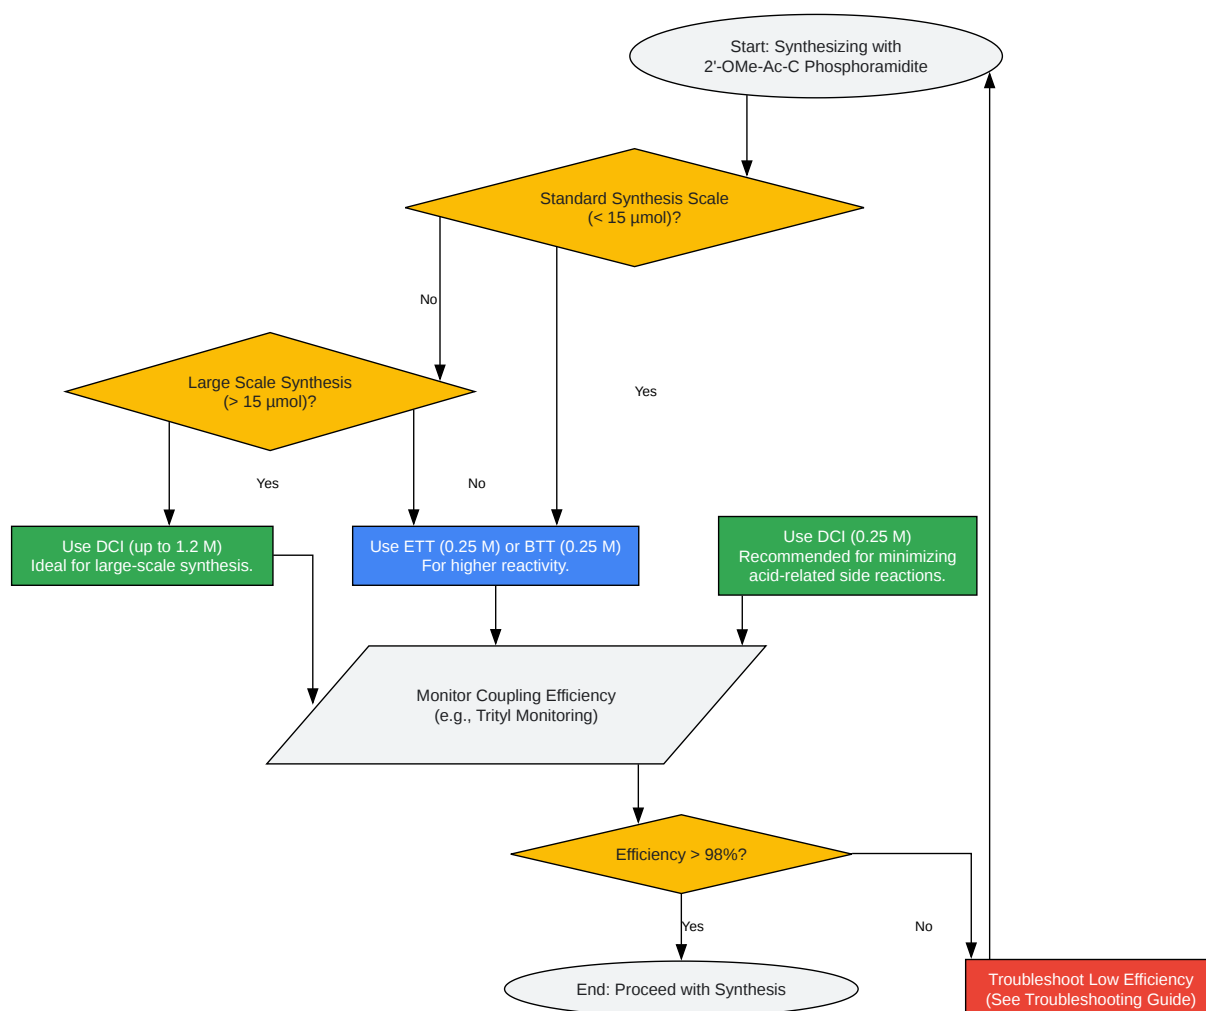 Start: Synthesizing with
2'-OMe-Ac-C Phosphoramidite
Standard Synthesis Scale
(< 15 µmol)?
No
Large Scale Synthesis
(> 15 µmol)?
Yes
Yes
No
Use DCI (up to 1.2 M)
Ideal for large-scale synthesis.
Use ETT (0.25 M) or BTT (0.25 M)
For higher reactivity.
Use DCI (0.25 M)
Recommended for minimizing
acid-related side reactions.
Monitor Coupling Efficiency
(e.g., Trityl Monitoring)
Efficiency > 98%?
Yes
No
End: Proceed with Synthesis
Troubleshoot Low Efficiency
(See Troubleshooting Guide)